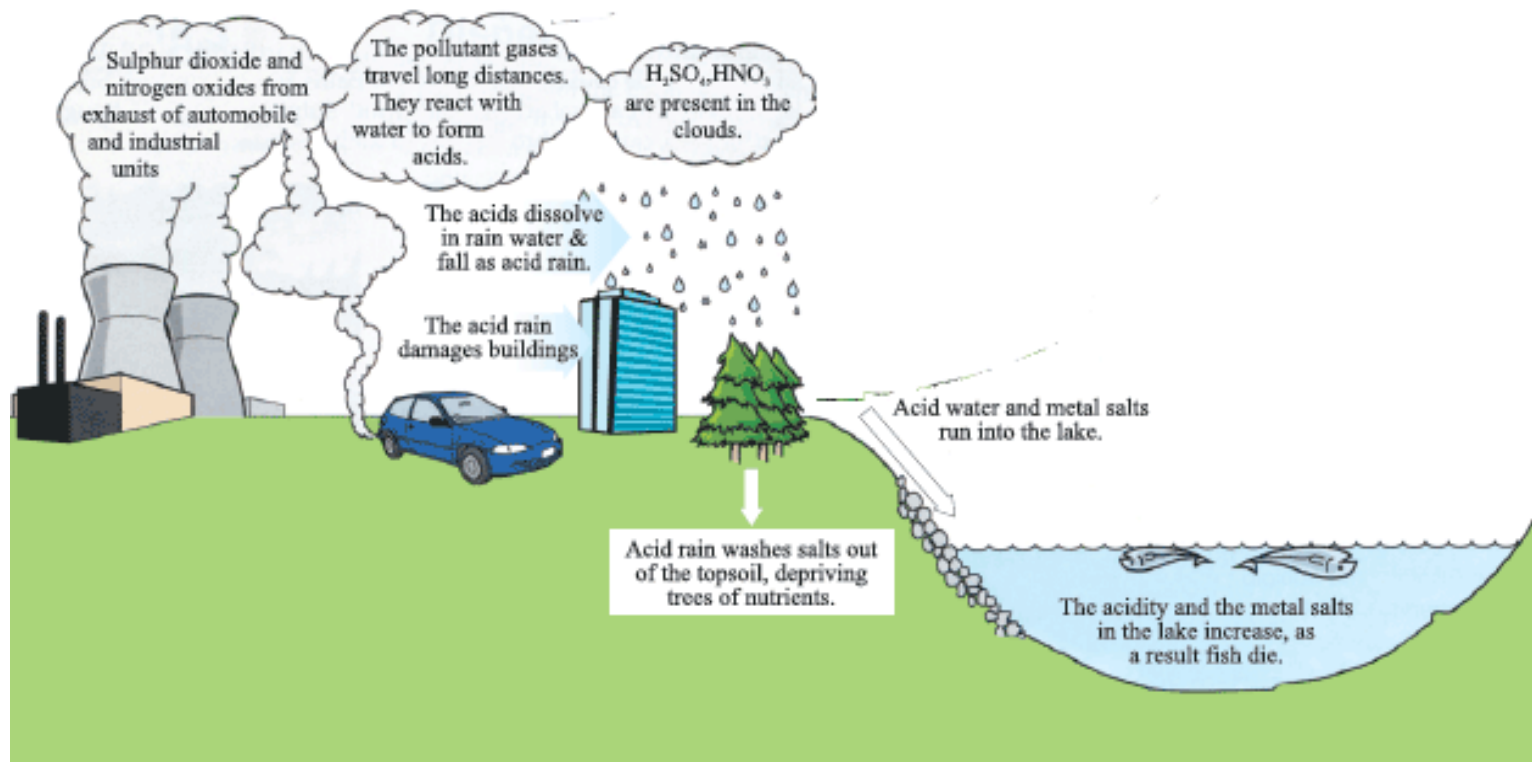 Sulphur dioxide and
nitrogen oxides from
exhaust of automobile
and industrial
units
The pollutant gases
travel long distances.
They react with
water to form
acids.
H₂SO₄,HNO₃
are present in the
clouds.
The acids dissolve
in rain water &
fall as acid rain.
The acid rain
damages buildings
Acid water and metal salts
run into the lake.
Acid rain washes salts out
of the topsoil, depriving
trees of nutrients.
The acidity and the metal salts
in the lake increase, as
a result fish die.